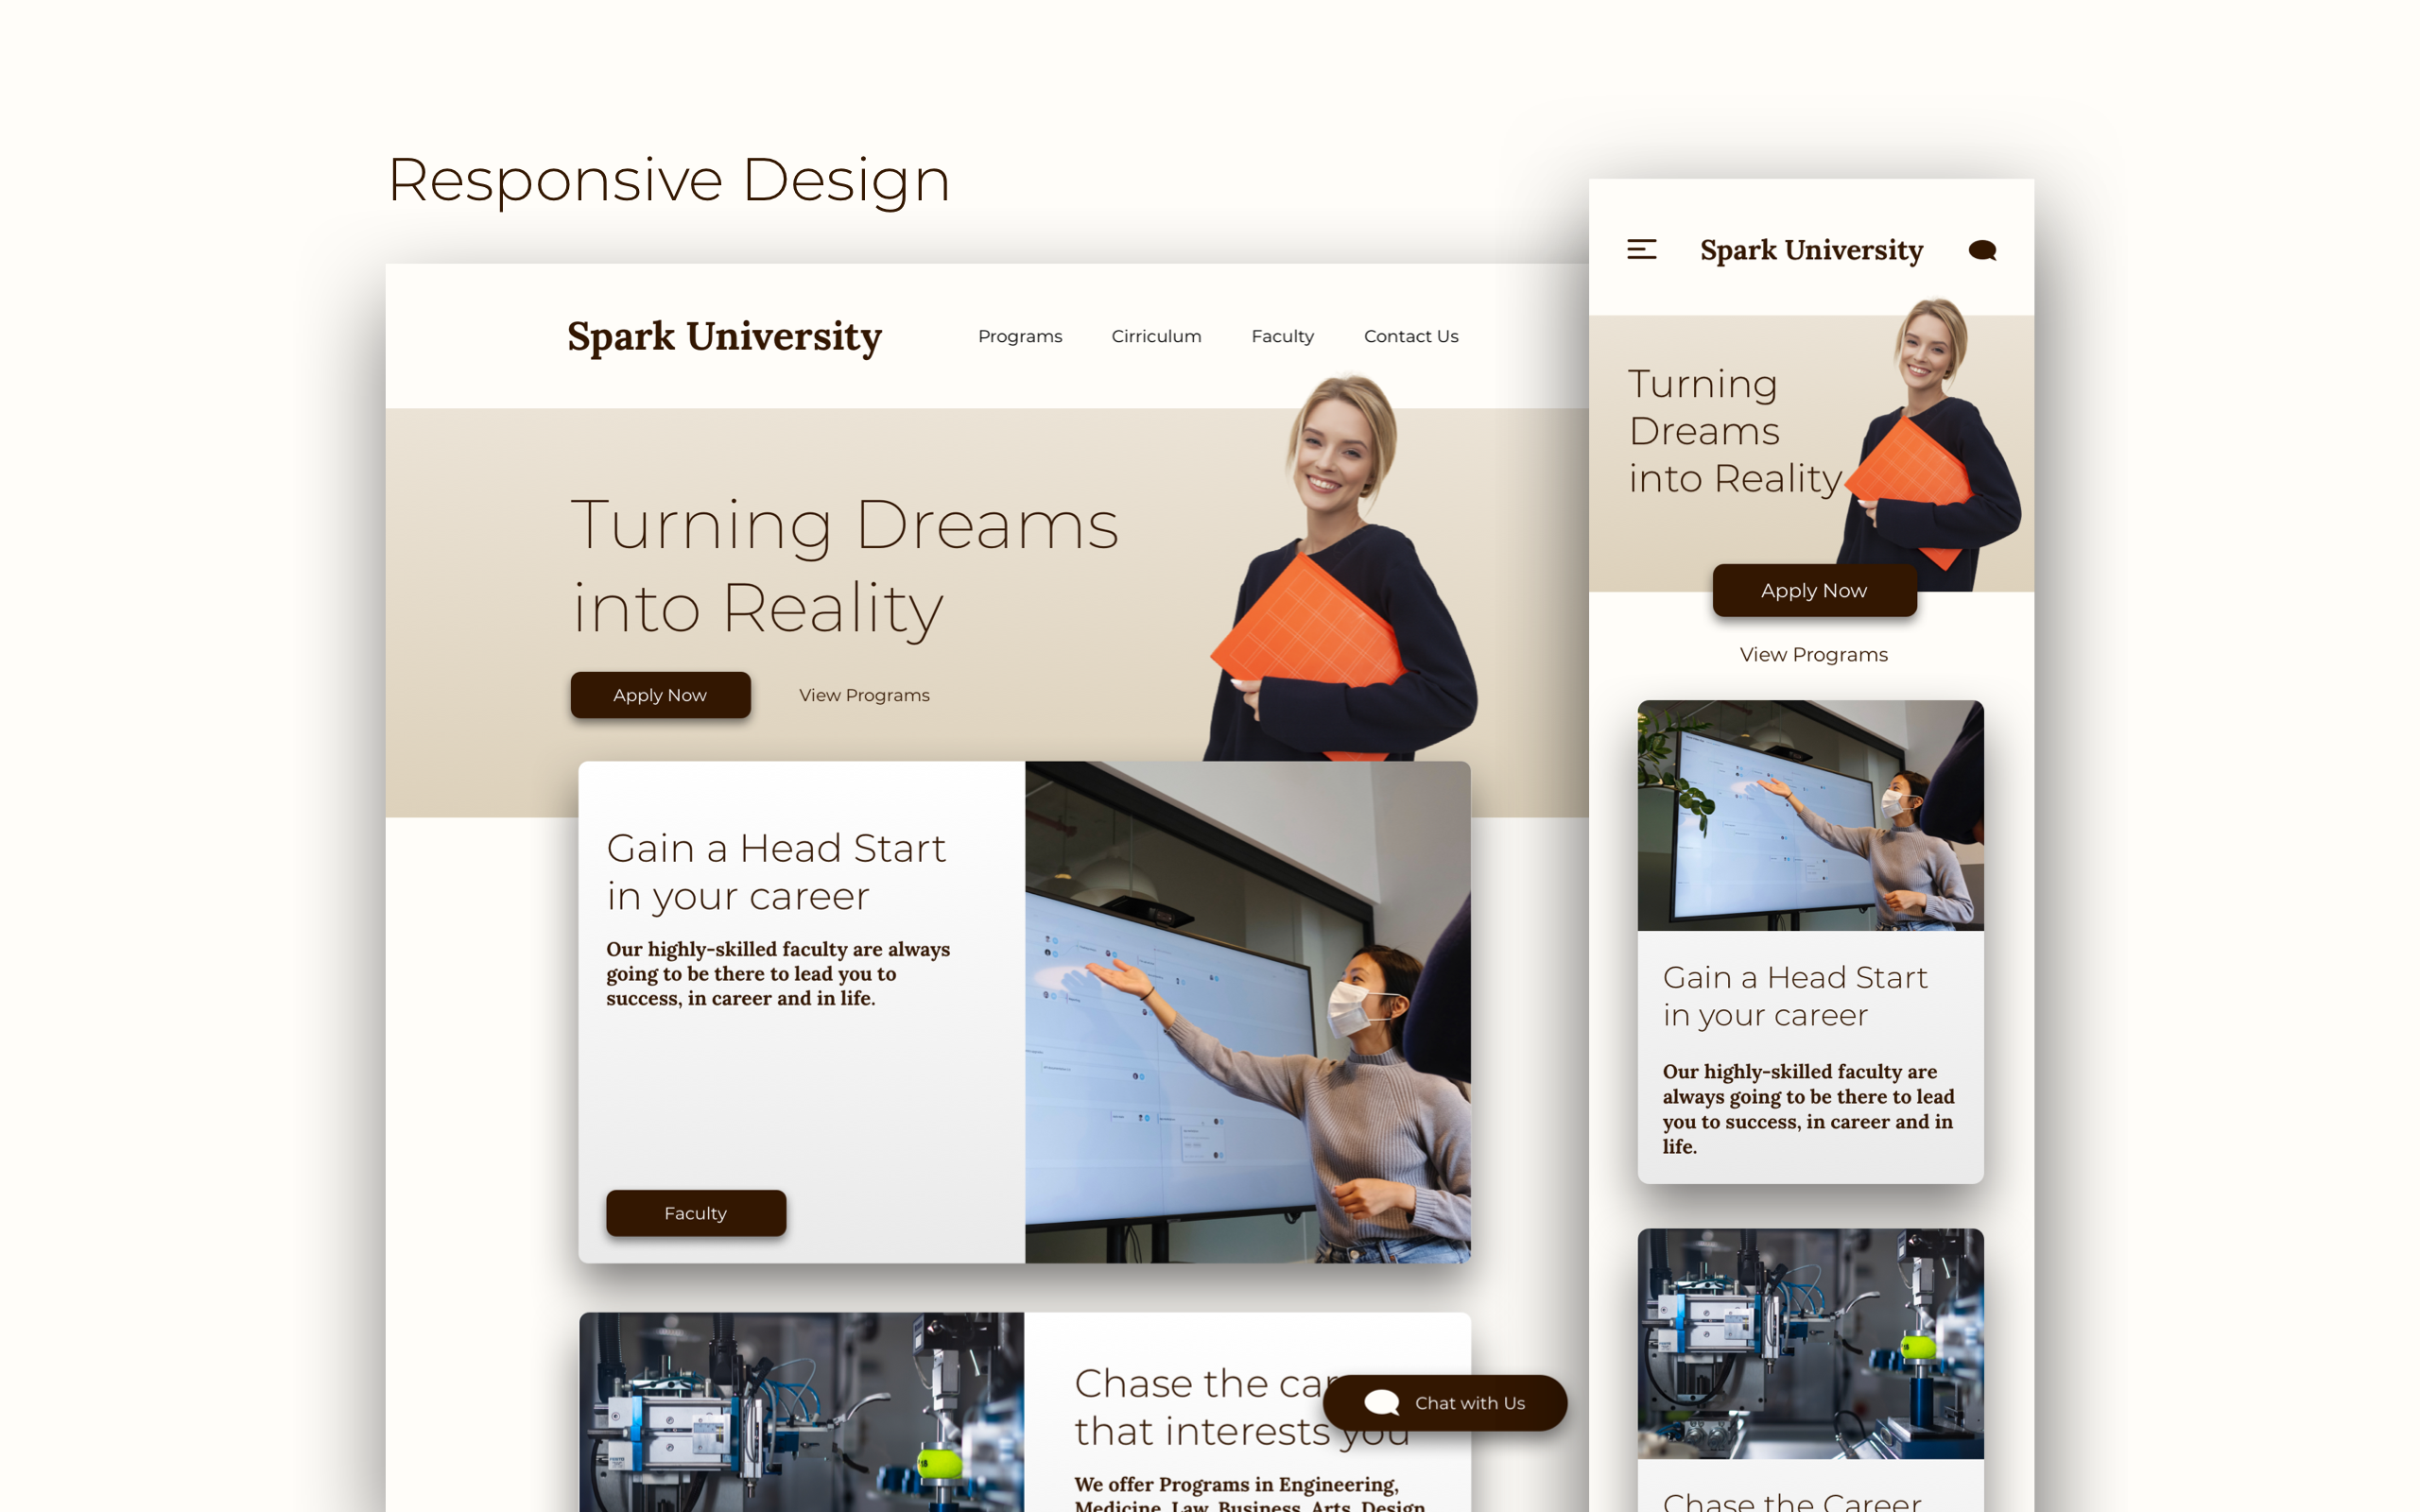 Responsive Design
Spark University
Programs
Cirriculum
Faculty
Contact Us
Turning Dreams
into Reality
Apply Now
View Programs
Gain a Head Start
in your career
Our highly-skilled faculty are always
going to be there to lead you to
success, in career and in life.
Faculty
Chase the car
that interests you
We offer Programs in Engineering,
Medicine, Law, Business, Arts, Design
Chat with Us
Spark University
Turning
Dreams
into Reality
Apply Now
View Programs
Gain a Head Start
in your career
Our highly-skilled faculty are
always going to be there to lead
you to success, in career and in
life.
Chase the Career